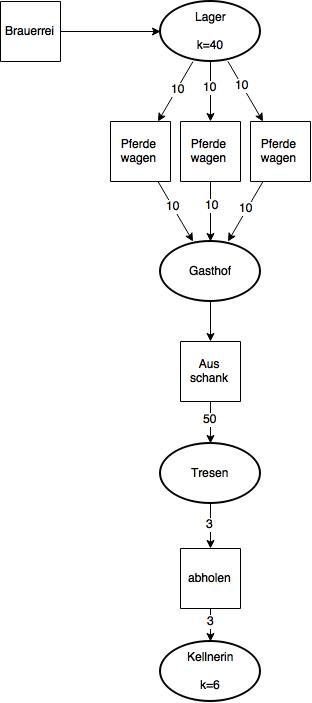 Brauerei
Lager
k=40
10
10
10
Pferde
wagen
Pferde
wagen
Pferde
wagen
10
10
10
Gasthof
Aus
schank
50
Tresen
3
abholen
3
Kellnerin
k=6